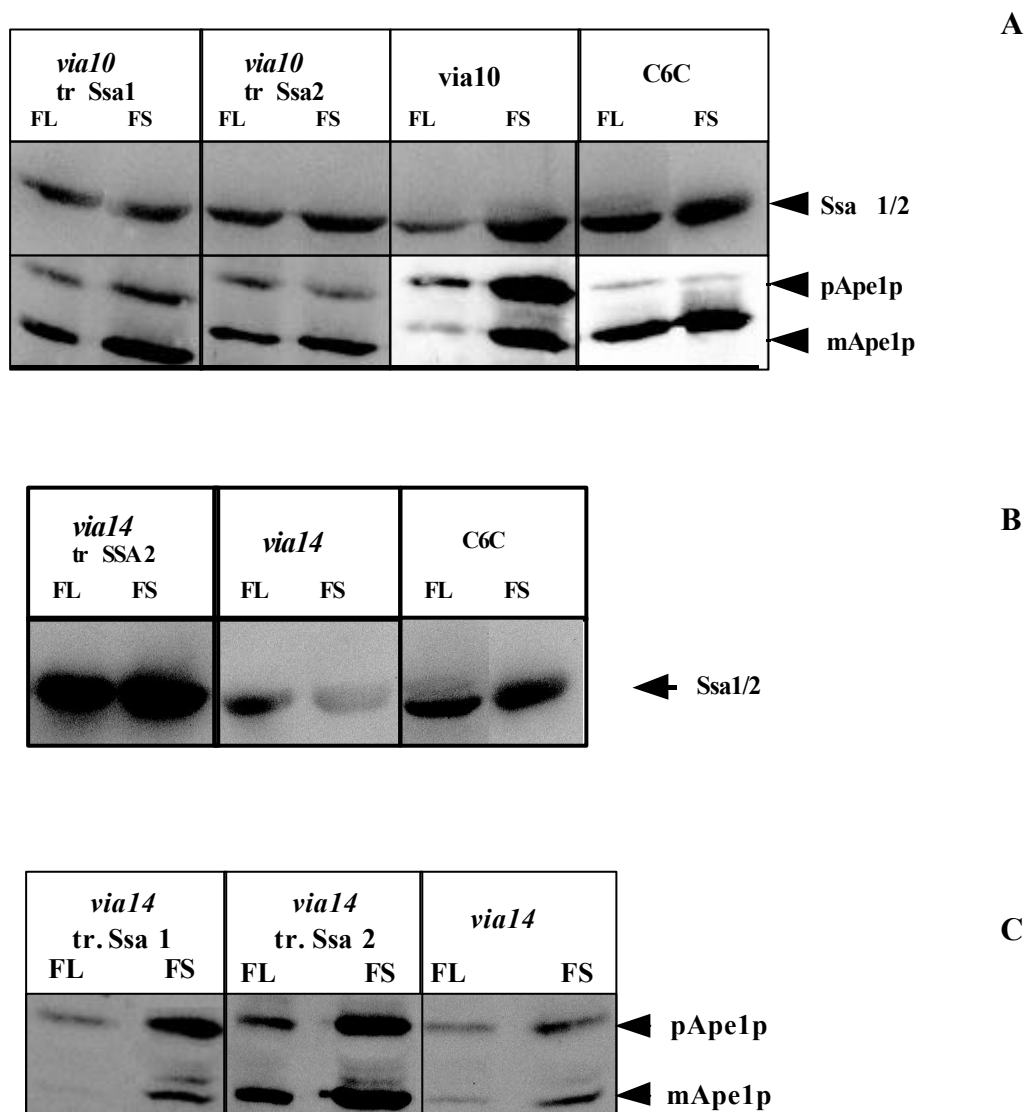 A
via10 via10 via10 C6C
tr Ssa1 tr Ssa2
FL FS FL FS FL FS FL FS
Ssa 1/2
pApe1p
mApe1p
B
via14 via14 C6C
tr SSA2
FL FS FL FS FL FS
Ssa1/2
C
via14 via14 via14
tr. Ssa 1 tr. Ssa 2
FL FS FL FS FL FS
pApe1p
mApe1p